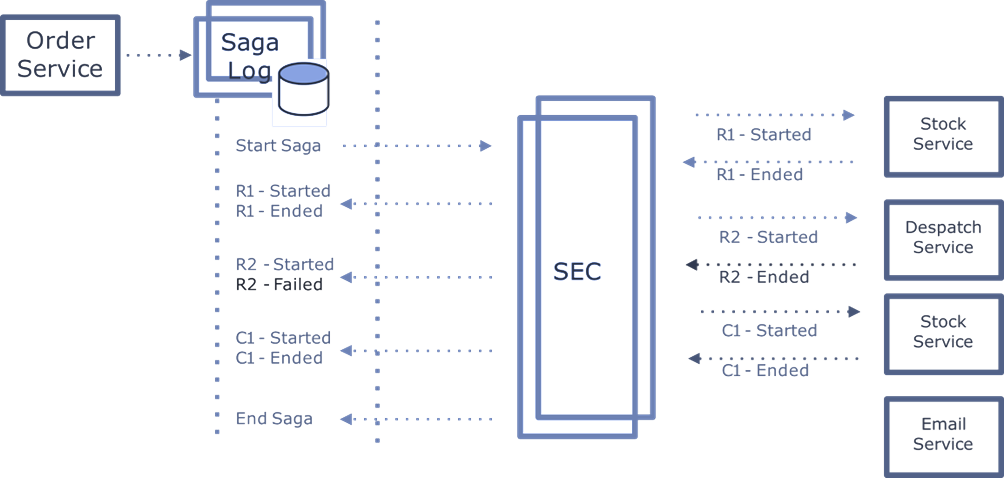 Order
Service
Saga
Log
Start Saga
R1 - Started
R1 - Ended
R2 - Started
R2 - Failed
C1 - Started
C1 - Ended
End Saga
SEC
R1 - Started
R1 - Ended
R2 - Started
R2 - Ended
C1 - Started
C1 - Ended
Stock
Service
Despatch
Service
Stock
Service
Email
Service